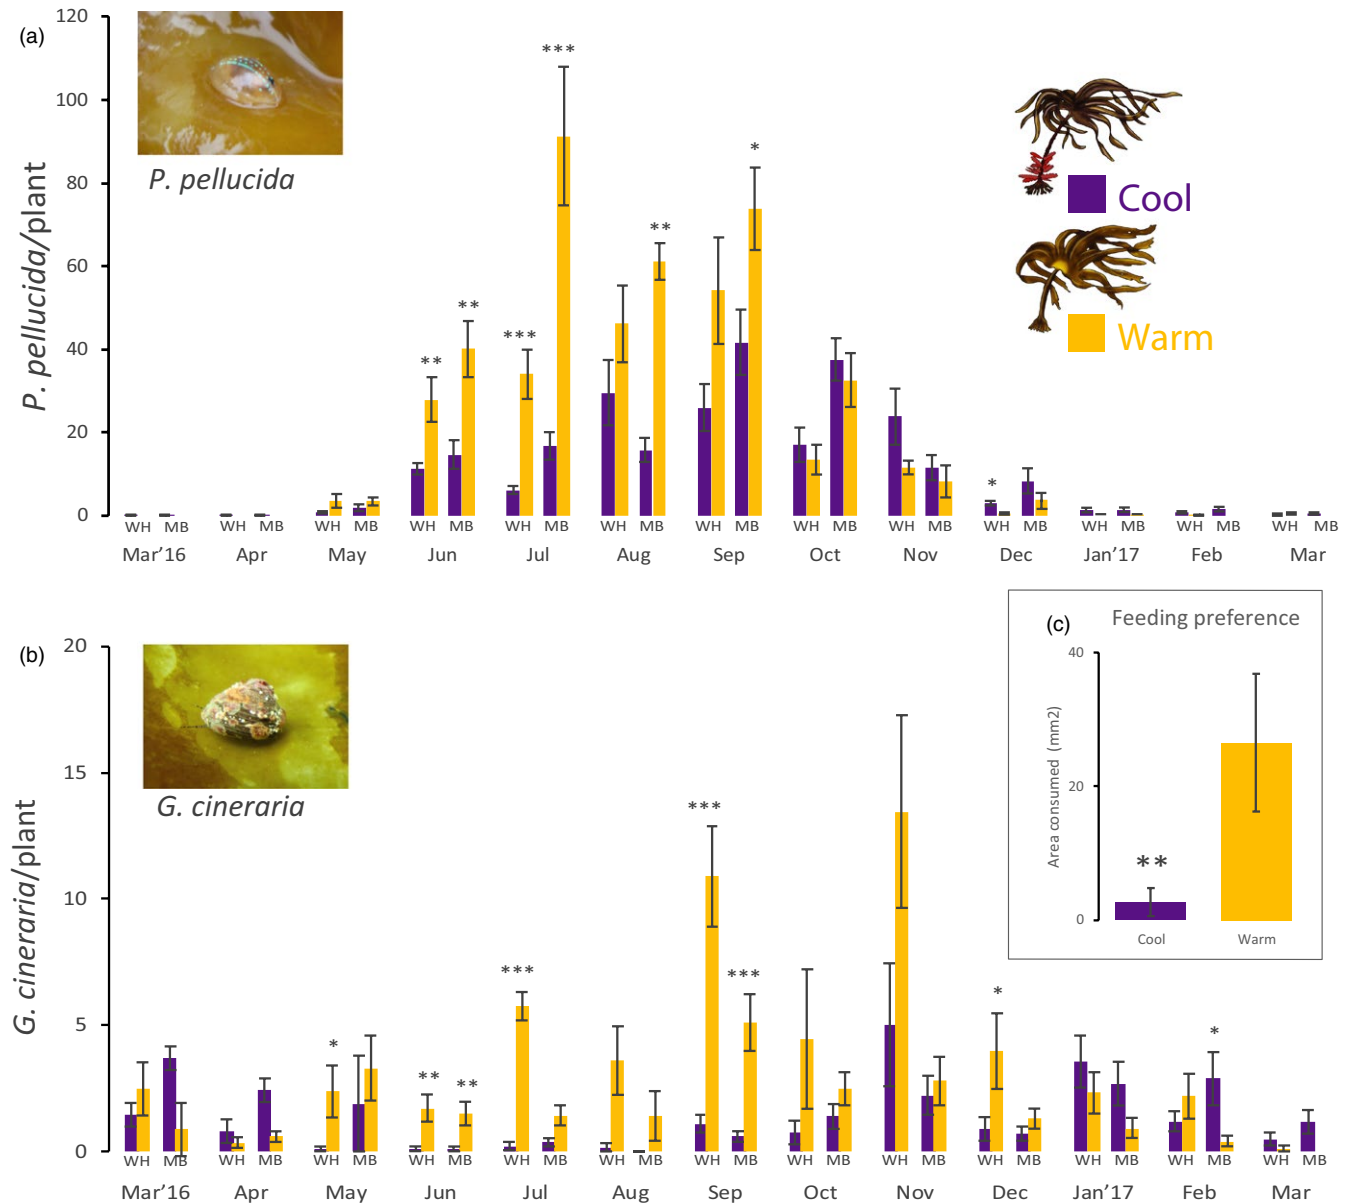 (a)
120
100
80
60
40
20
0
P. pellucida/plant
P. pellucida
Cool
Warm
** ** *** *** ** * *
WH MB WH MB WH MB WH MB WH MB WH MB WH MB WH MB WH MB WH MB WH MB WH MB WH MB
Mar'16 Apr May Jun Jul Aug Sep Oct Nov Dec Jan'17 Feb Mar
(b)
20
15
10
5
0
G. cineraria/plant
G. cineraria
* ** ** *** *** *** * *
WH MB WH MB WH MB WH MB WH MB WH MB WH MB WH MB WH MB WH MB WH MB WH MB WH MB
Mar'16 Apr May Jun Jul Aug Sep Oct Nov Dec Jan'17 Feb Mar
(c)
Feeding preference
40
20
0
Area consumed (mm2)
**
Cool Warm